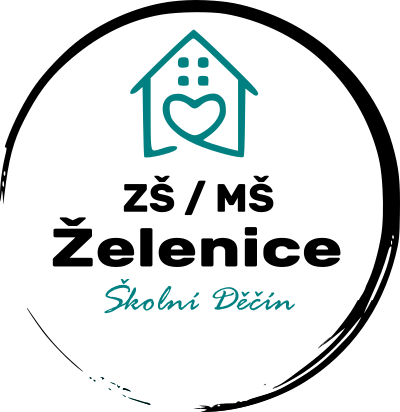 ZŠ / MŠ
Želenice
Školní Děčín